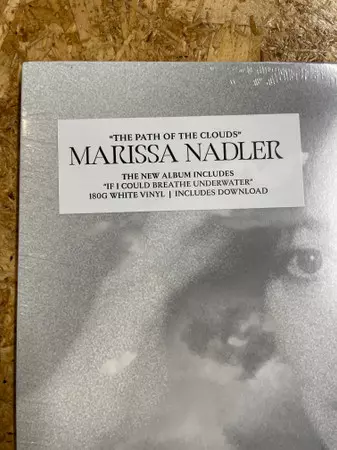 "THE PATH OF THE CLOUDS"
MARISSA NADLER
THE NEW ALBUM INCLUDES
"IF I COULD BREATHE UNDERWATER"
180G WHITE VINYL | INCLUDES DOWNLOAD